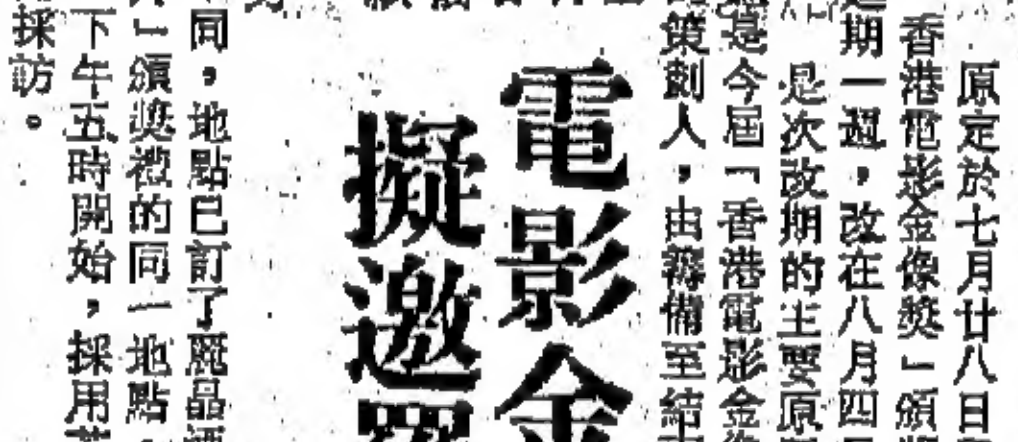 原定於七月廿八日
香港電影金像獎」頒
期一週，改在八月四
是次改期的主要原
是今屆「香港電影金像
策劃人，由籌備至結
電影金
擬邀
同，地點已訂了麗晶酒
」頒獎禮的同一地點，
下午五時開始，採用
採訪。